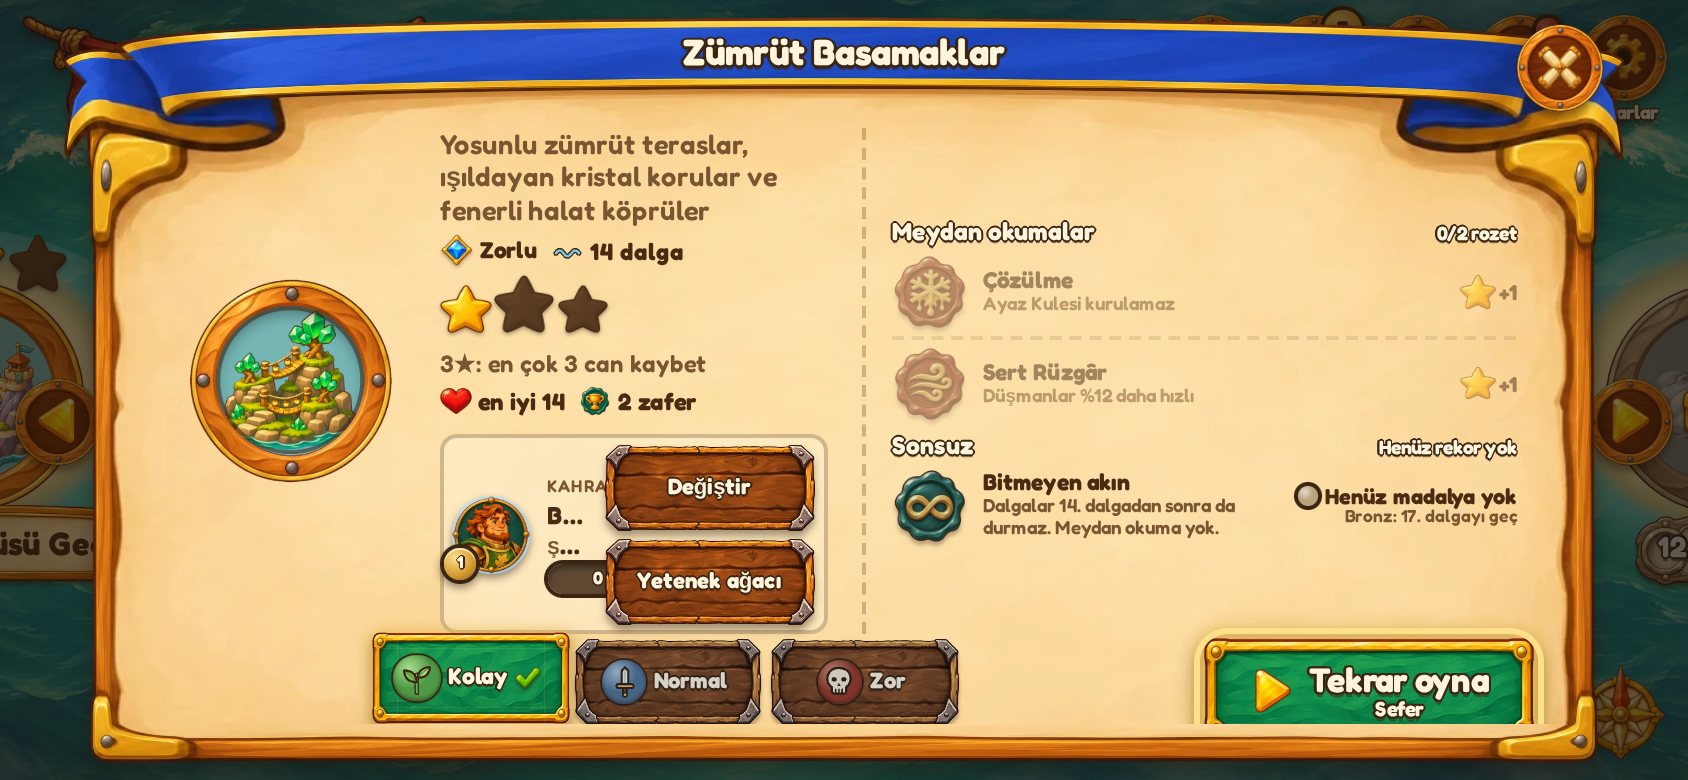 Zümrüt Basamaklar
arlar
Yosunlu zümrüt teraslar,
ışıldayan kristal korular ve
fenerli halat köprüler
Zorlu 14 dalga
3★: en çok 3 can kaybet
en iyi 14 2 zafer
KAHRA
B...
Ş...
1
0
Değiştir
Yetenek ağacı
Kolay
Normal
Zor
Meydan okumalar
0/2 rozet
Çözülme
Ayaz Kulesi kurulamaz
+1
Sert Rüzgâr
Düşmanlar %12 daha hızlı
+1
Sonsuz
Henüz rekor yok
Bitmeyen akın
Dalgalar 14. dalgadan sonra da
durmaz. Meydan okuma yok.
Henüz madalya yok
Bronz: 17. dalgayı geç
Tekrar oyna
Sefer
üsü Ge
12